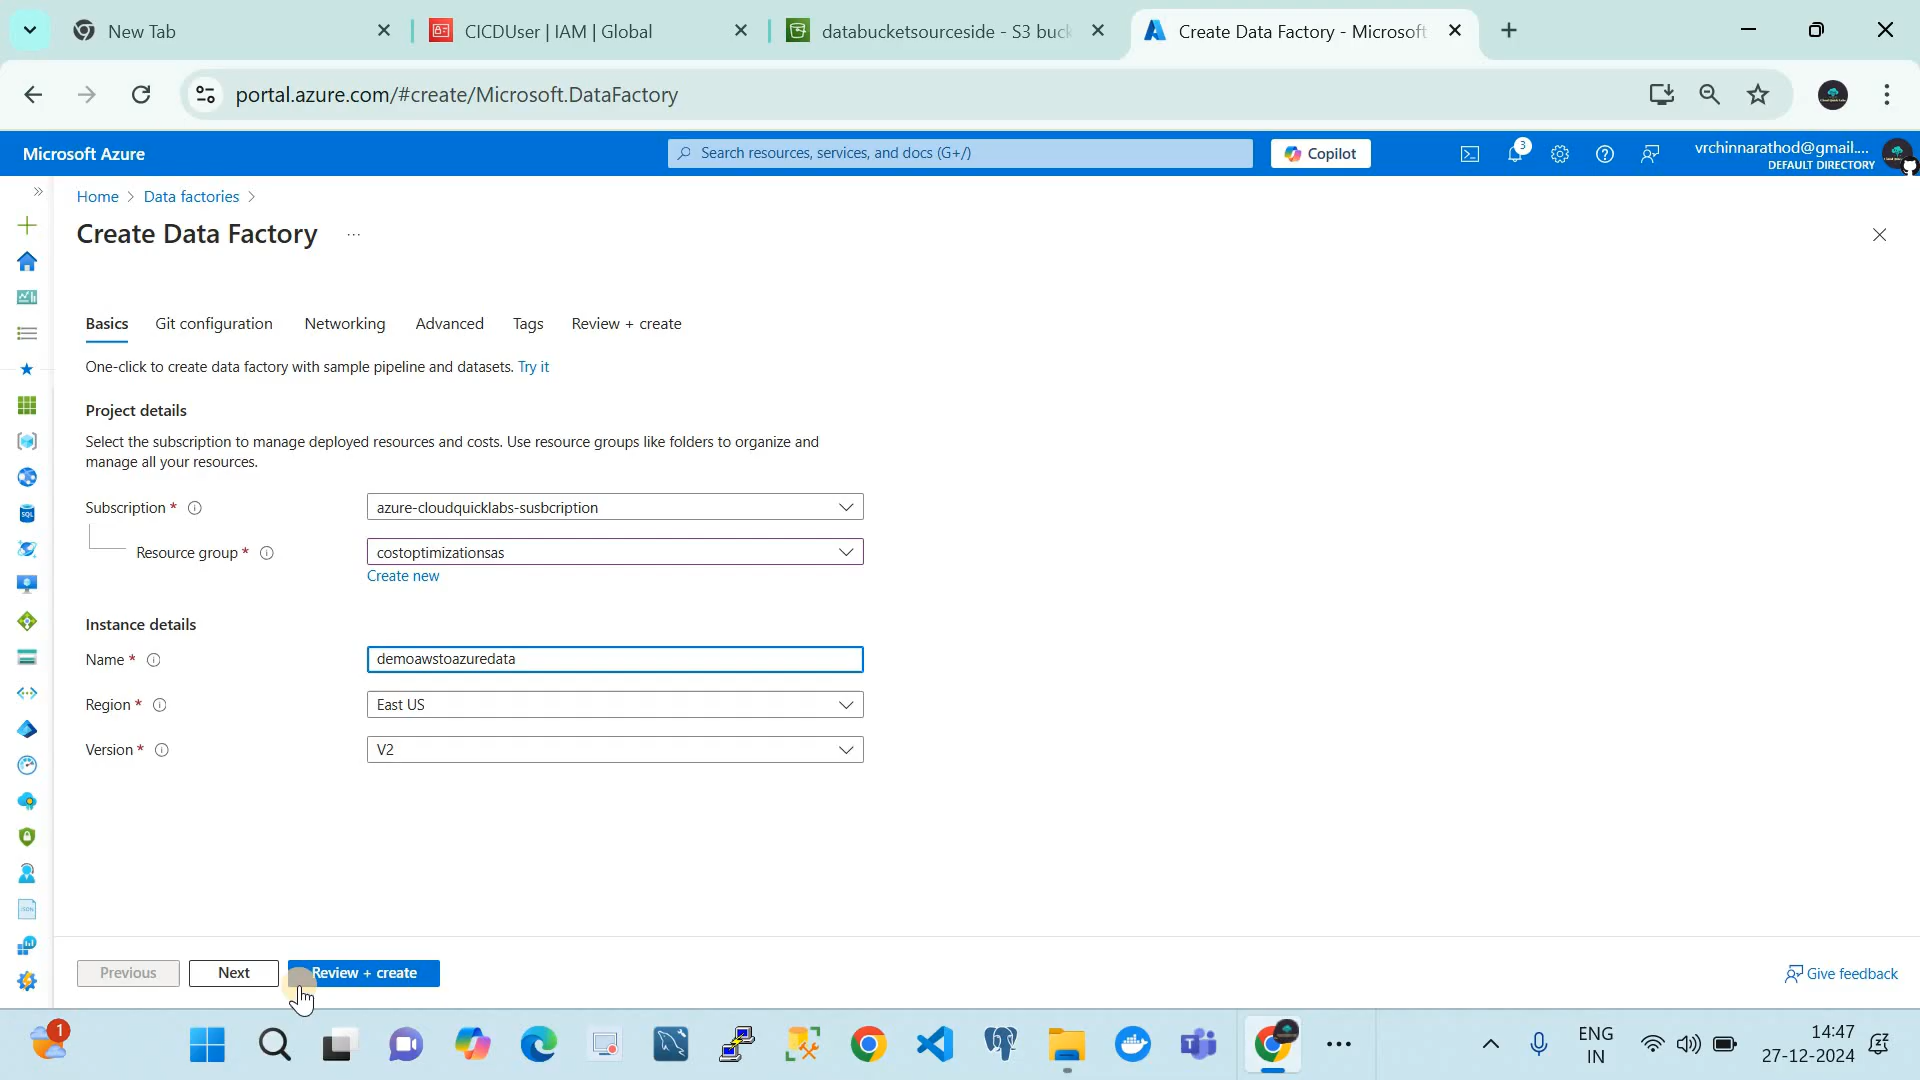 New Tab
CICDUser | IAM | Global
databucketsourceside - S3 buck
Create Data Factory - Microsoft
portal.azure.com/#create/Microsoft.DataFactory
Microsoft Azure
Search resources, services, and docs (G+/)
Copilot
3
vrchinnarathod@gmail....
DEFAULT DIRECTORY
Home > Data factories >
Create Data Factory ...
Basics
Git configuration
Networking
Advanced
Tags
Review + create
One-click to create data factory with sample pipeline and datasets. Try it
Project details
Select the subscription to manage deployed resources and costs. Use resource groups like folders to organize and
manage all your resources.
Subscription *
azure-cloudquicklabs-susbcription
Resource group *
costoptimizationsas
Create new
Instance details
Name *
demoawstoazuredata
Region *
East US
Version *
V2
Previous
Next
Review + create
Give feedback
1
ENG
IN
14:47
27-12-2024